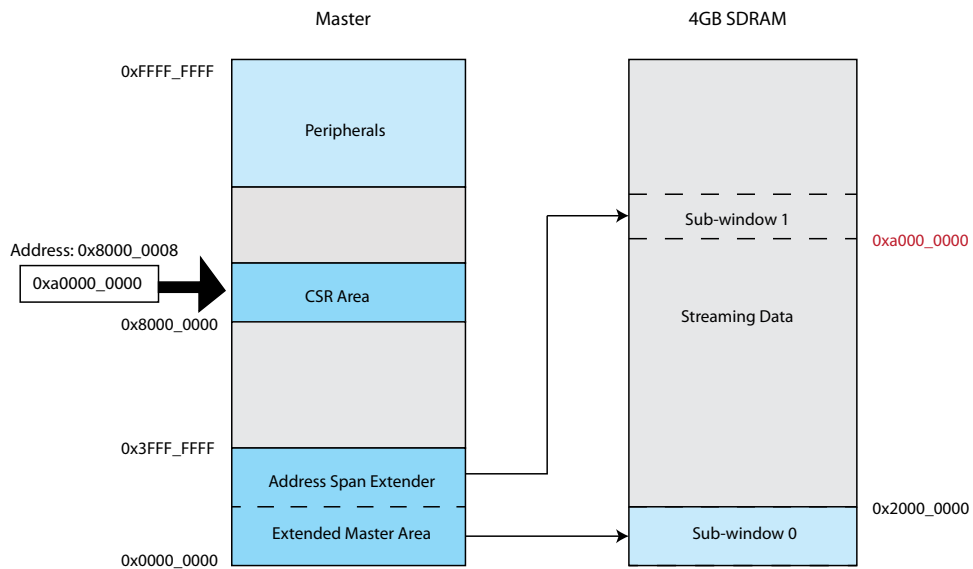 Master
4GB SDRAM
0xFFFF_FFFF
Peripherals
Sub-window 1
Address: 0x8000_0008
0xa000_0000
0xa0000_0000
CSR Area
Streaming Data
0x8000_0000
0x3FFF_FFFF
Address Span Extender
0x2000_0000
Extended Master Area
Sub-window 0
0x0000_0000